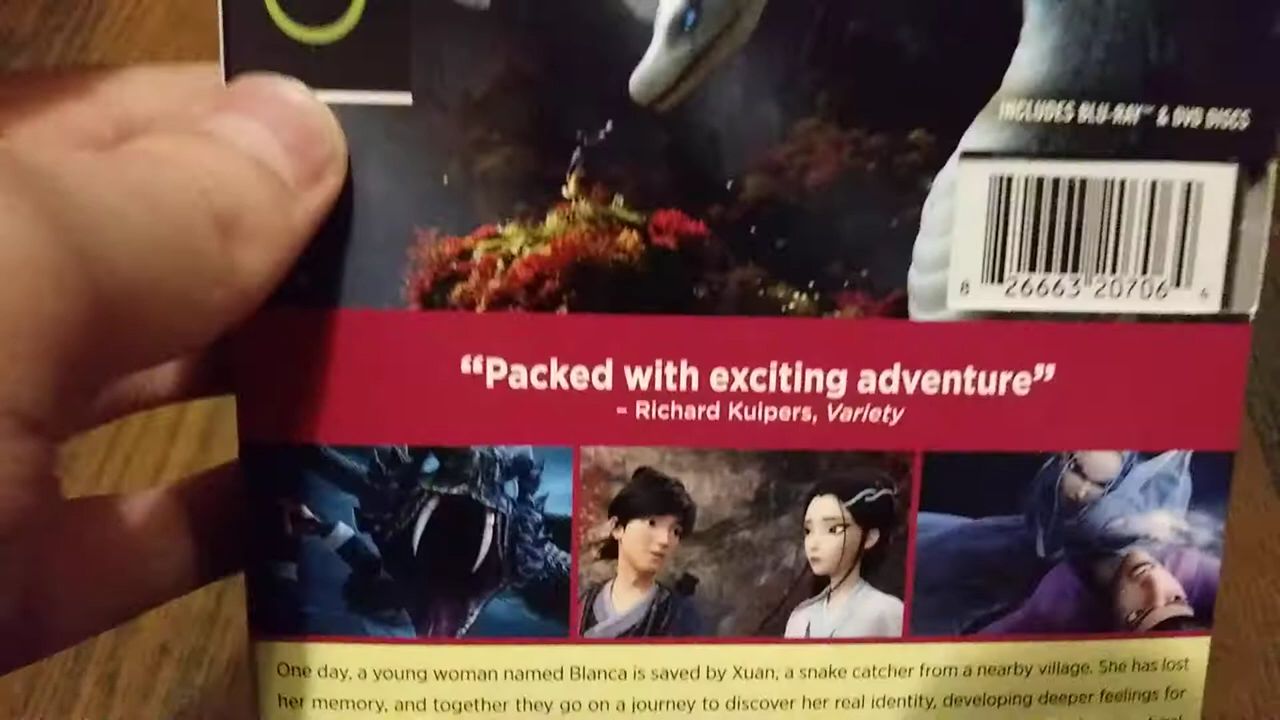 INCLUDES BLU-RAY™ & DVD DISCS
8 26663 20706 4
“Packed with exciting adventure”
– Richard Kuipers, Variety
One day, a young woman named Blanca is saved by Xuan, a snake catcher from a nearby village. She has lost
her memory, and together they go on a journey to discover her real identity, developing deeper feelings for